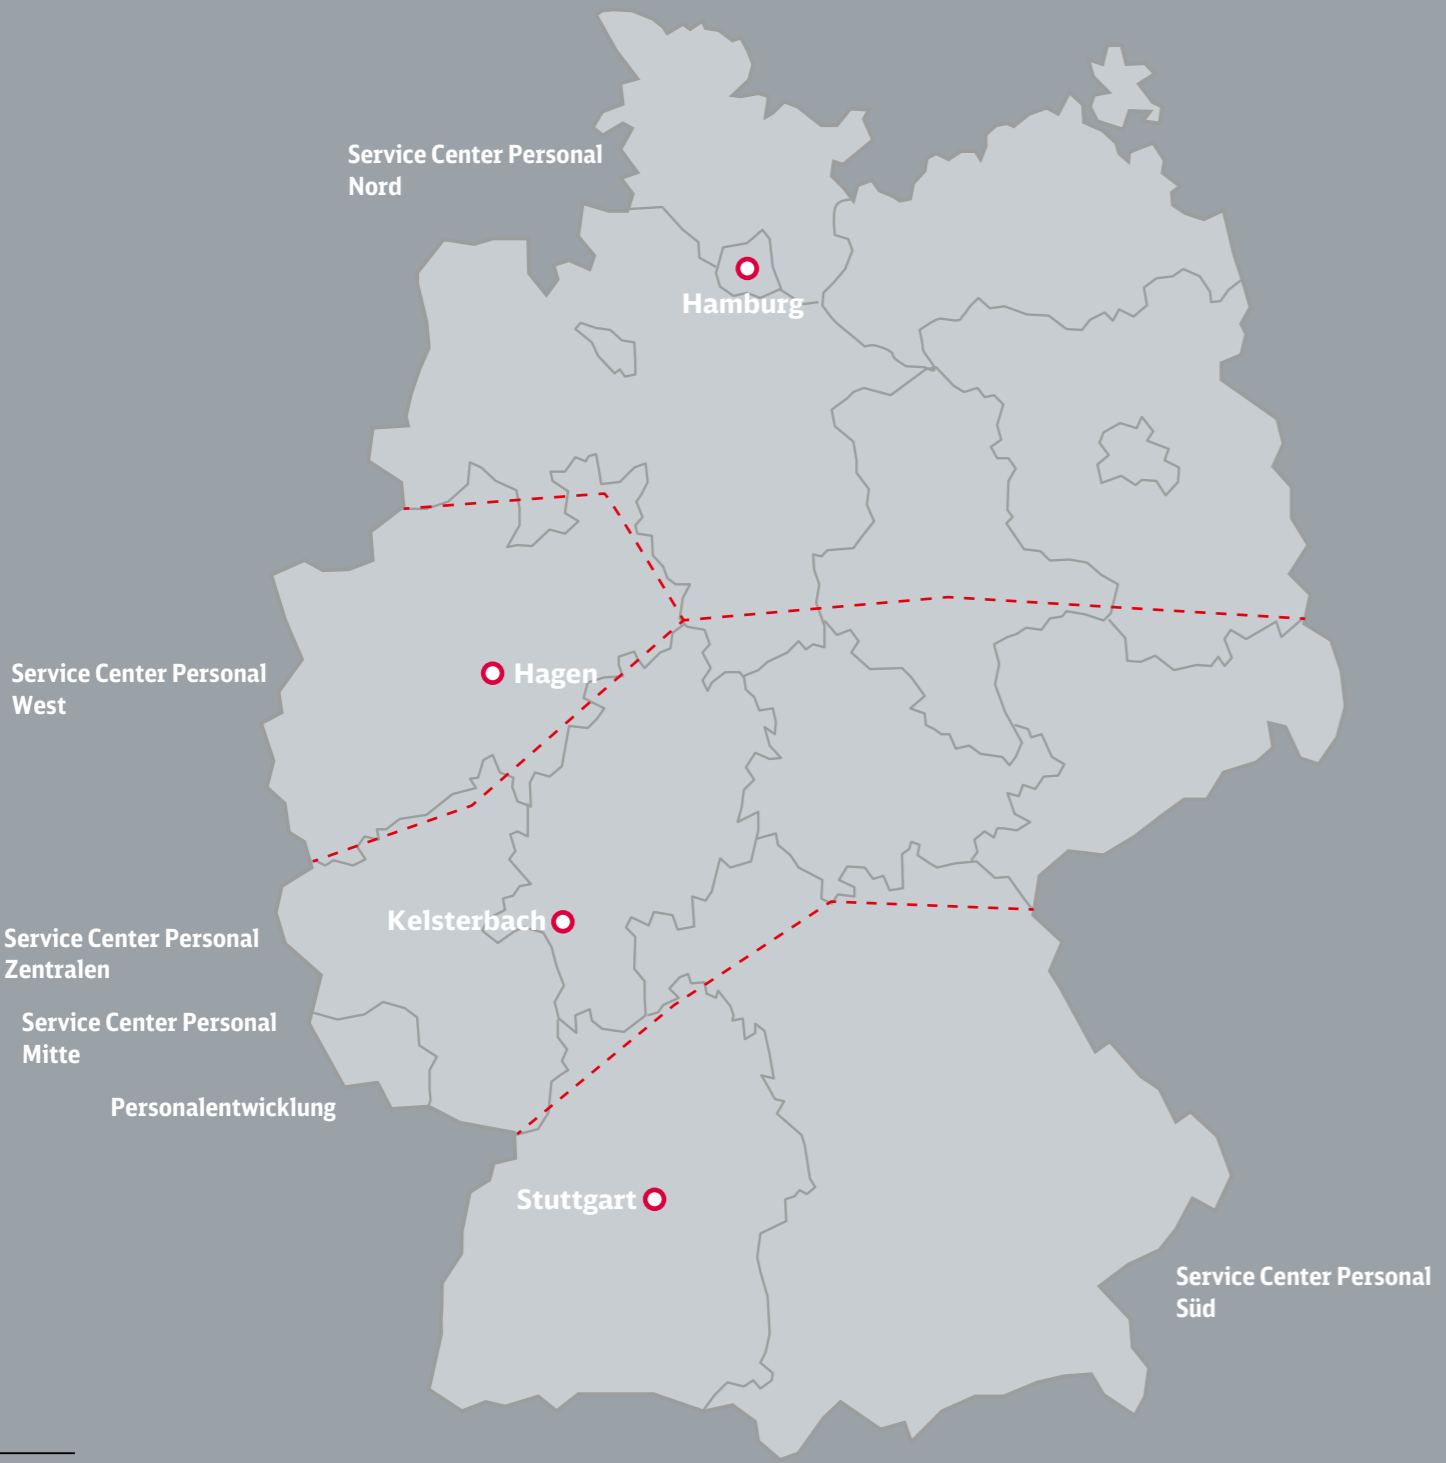 Service Center Personal
Nord
Hamburg
Service Center Personal
West
Hagen
Kelsterbach
Service Center Personal
Zentralen
Service Center Personal
Mitte
Personalentwicklung
Stuttgart
Service Center Personal
Süd